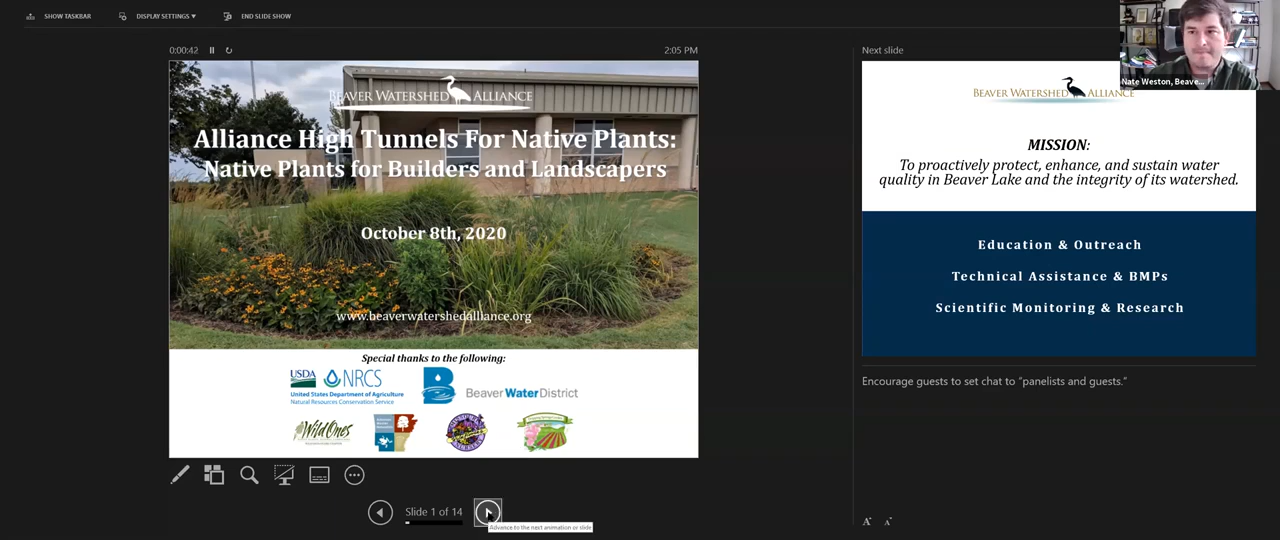 SHOW TASKBAR
DISPLAY SETTINGS ▼
END SLIDE SHOW
0:00:42
2:05 PM
BEAVER WATERSHED ALLIANCE
Alliance High Tunnels For Native Plants:
Native Plants for Builders and Landscapers
October 8th, 2020
www.beaverwatershedalliance.org
Special thanks to the following:
USDA NRCS
United States Department of Agriculture
Natural Resources Conservation Service
Beaver Water District
Wild Ones
Slide 1 of 14
Advance to the next animation or slide
Next slide
Nate Weston, Beave...
BEAVER WATERSHED ALLIANCE
MISSION:
To proactively protect, enhance, and sustain water
quality in Beaver Lake and the integrity of its watershed.
Education & Outreach
Technical Assistance & BMPs
Scientific Monitoring & Research
Encourage guests to set chat to “panelists and guests.”
A A